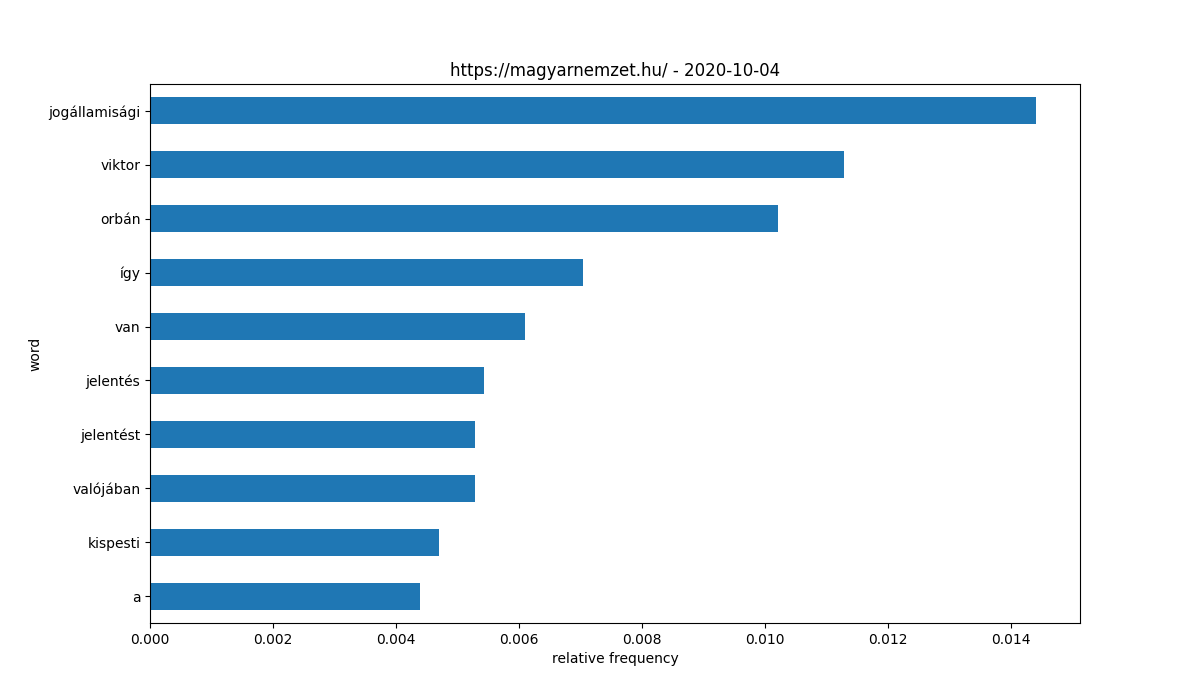 https://magyarnemzet.hu/ - 2020-10-04
jogállamisági
viktor
orbán
így
van
jelentés
jelentést
valójában
kispesti
a
word
0.000 0.002 0.004 0.006 0.008 0.010 0.012 0.014
relative frequency